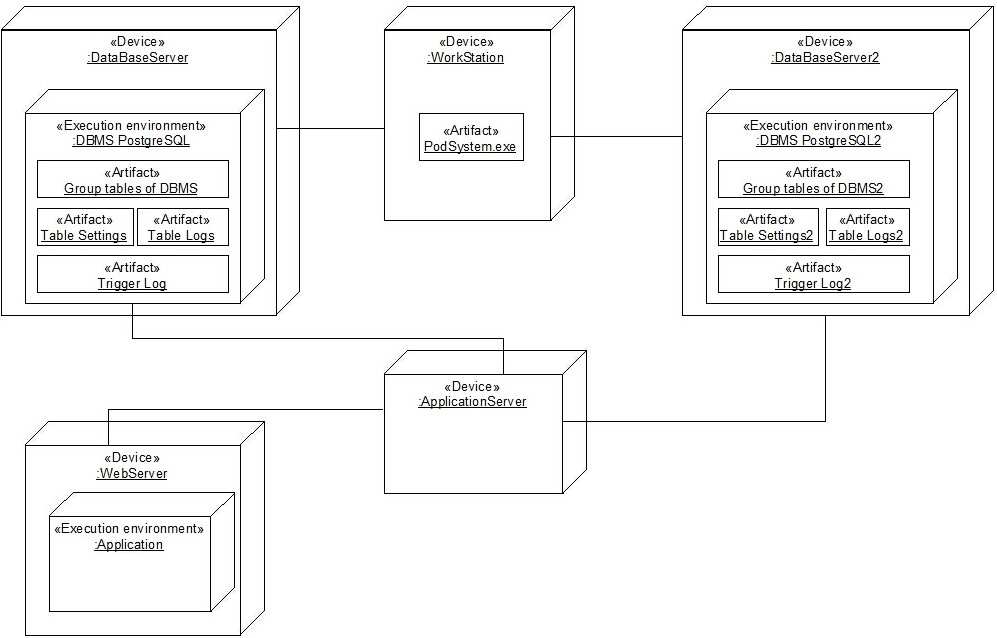 «Device»
:DataBaseServer
«Execution environment»
:DBMS PostgreSQL
«Artifact»
Group tables of DBMS
«Artifact»
Table Settings
«Artifact»
Table Logs
«Artifact»
Trigger Log
«Device»
:WorkStation
«Artifact»
PodSystem.exe
«Device»
:DataBaseServer2
«Execution environment»
:DBMS PostgreSQL2
«Artifact»
Group tables of DBMS2
«Artifact»
Table Settings2
«Artifact»
Table Logs2
«Artifact»
Trigger Log2
«Device»
:ApplicationServer
«Device»
:WebServer
«Execution environment»
:Application